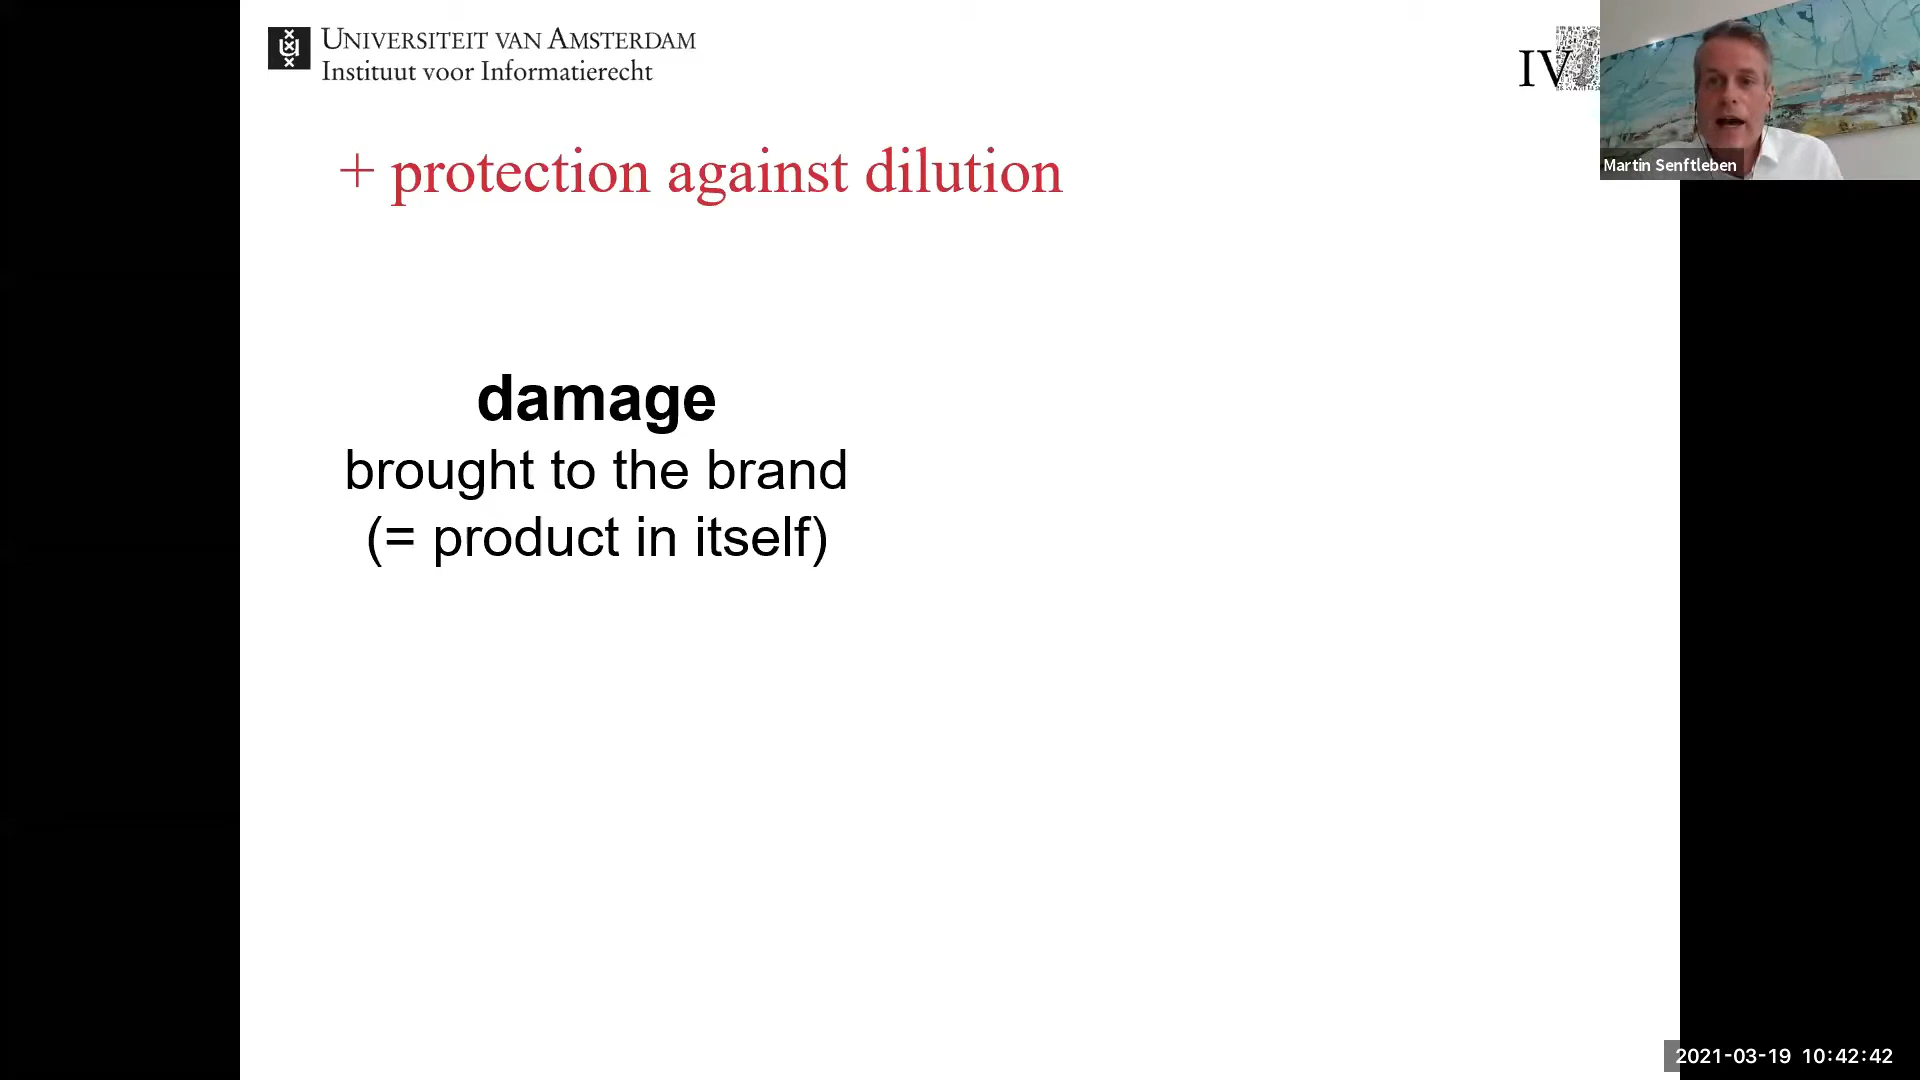 UNIVERSITEIT VAN AMSTERDAM
Instituut voor Informatierecht
IV
Martin Senftleben
+ protection against dilution
damage
brought to the brand
(= product in itself)
2021-03-19 10:42:42